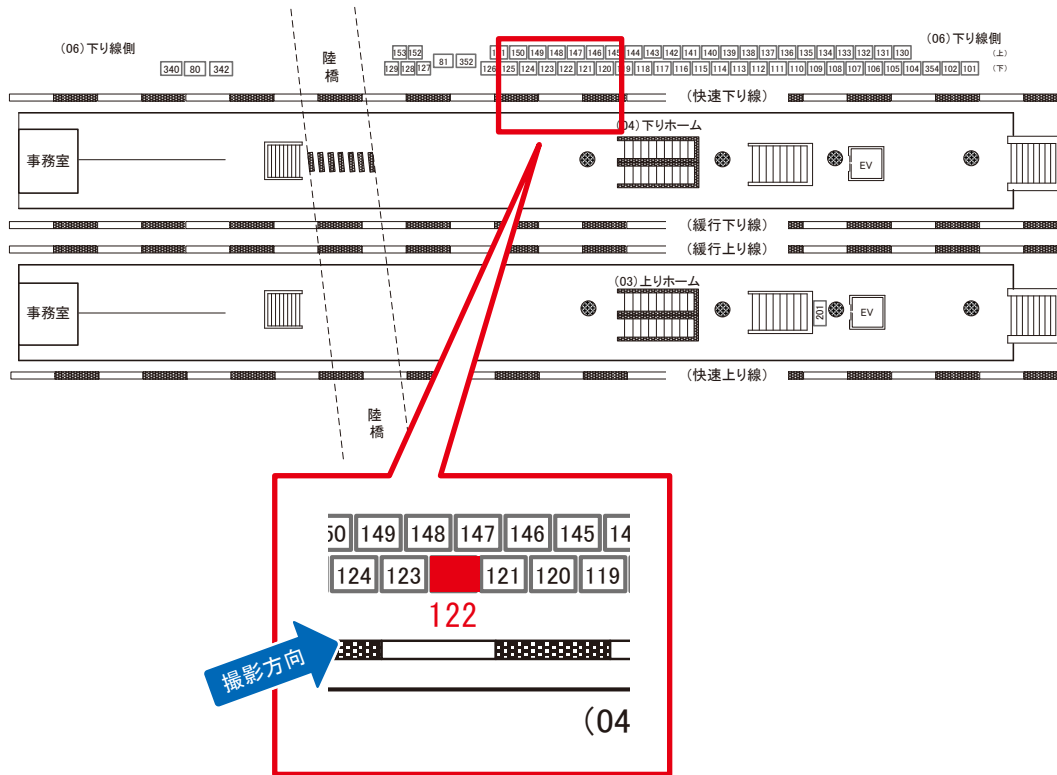 (06)下り線側
陸橋
153 152
151 150 149 148 147 146 145 144 143 142 141 140 139 138 137 136 135 134 133 132 131 130
(06)下り線側
(上)
340 80 342
129 128 127
81 352
126 125 124 123 122 121 120 119 118 117 116 115 114 113 112 111 110 109 108 107 106 105 104 354 102 101
(下)
(快速下り線)
(04)下りホーム
事務室
EV
(緩行下り線)
(緩行上り線)
(03)上りホーム
事務室
201
EV
(快速上り線)
陸橋
50 149 148 147 146 145 14
124 123 121 120 119
122
撮影方向
(04